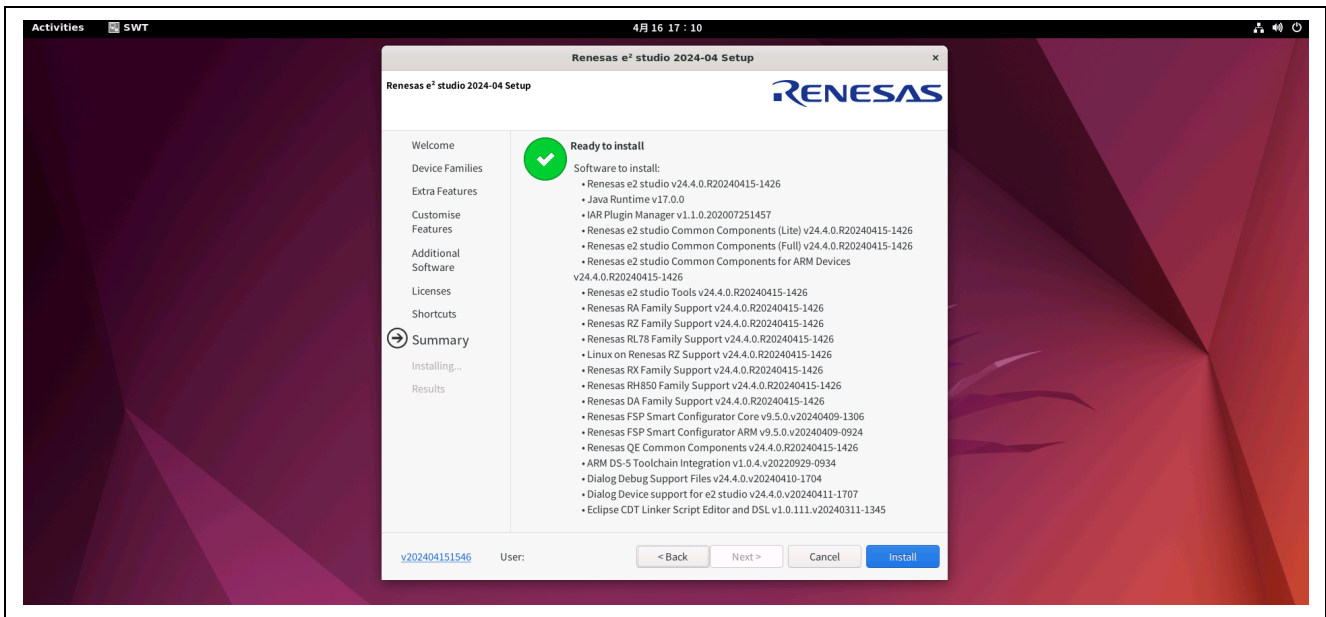 Activities SWT 4月 16 17：10
Renesas e² studio 2024-04 Setup ×
Renesas e² studio 2024-04 Setup
RENESAS
Welcome
Device Families
Extra Features
Customise
Features
Additional
Software
Licenses
Shortcuts
Summary
Installing...
Results
Ready to install
Software to install:
• Renesas e2 studio v24.4.0.R20240415-1426
• Java Runtime v17.0.0
• IAR Plugin Manager v1.1.0.202007251457
• Renesas e2 studio Common Components (Lite) v24.4.0.R20240415-1426
• Renesas e2 studio Common Components (Full) v24.4.0.R20240415-1426
• Renesas e2 studio Common Components for ARM Devices
v24.4.0.R20240415-1426
• Renesas e2 studio Tools v24.4.0.R20240415-1426
• Renesas RA Family Support v24.4.0.R20240415-1426
• Renesas RZ Family Support v24.4.0.R20240415-1426
• Renesas RL78 Family Support v24.4.0.R20240415-1426
• Linux on Renesas RZ Support v24.4.0.R20240415-1426
• Renesas RX Family Support v24.4.0.R20240415-1426
• Renesas RH850 Family Support v24.4.0.R20240415-1426
• Renesas DA Family Support v24.4.0.R20240415-1426
• Renesas FSP Smart Configurator Core v9.5.0.v20240409-1306
• Renesas FSP Smart Configurator ARM v9.5.0.v20240409-0924
• Renesas QE Common Components v24.4.0.R20240415-1426
• ARM DS-5 Toolchain Integration v1.0.4.v20220929-0934
• Dialog Debug Support Files v24.4.0.v20240410-1704
• Dialog Device support for e2 studio v24.4.0.v20240411-1707
• Eclipse CDT Linker Script Editor and DSL v1.0.111.v20240311-1345
v202404151546 User: < Back Next > Cancel Install